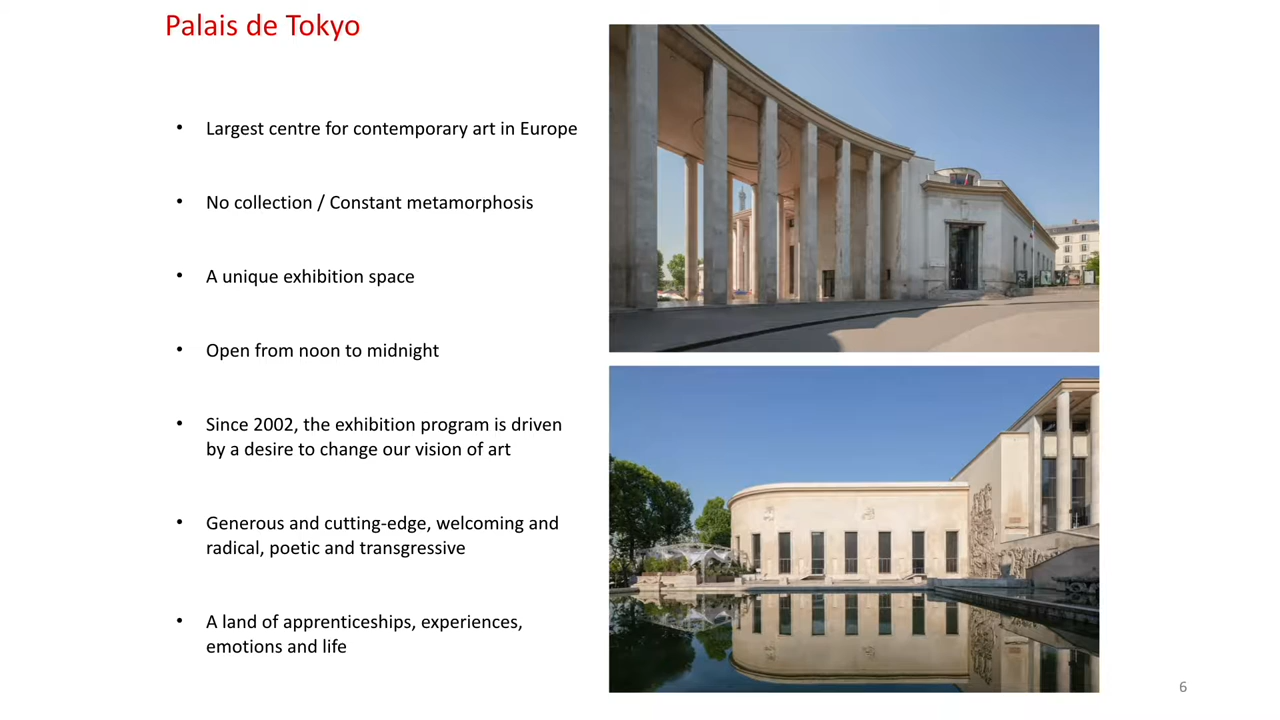 Palais de Tokyo
• Largest centre for contemporary art in Europe
• No collection / Constant metamorphosis
• A unique exhibition space
• Open from noon to midnight
• Since 2002, the exhibition program is driven
by a desire to change our vision of art
• Generous and cutting-edge, welcoming and
radical, poetic and transgressive
• A land of apprenticeships, experiences,
emotions and life
6